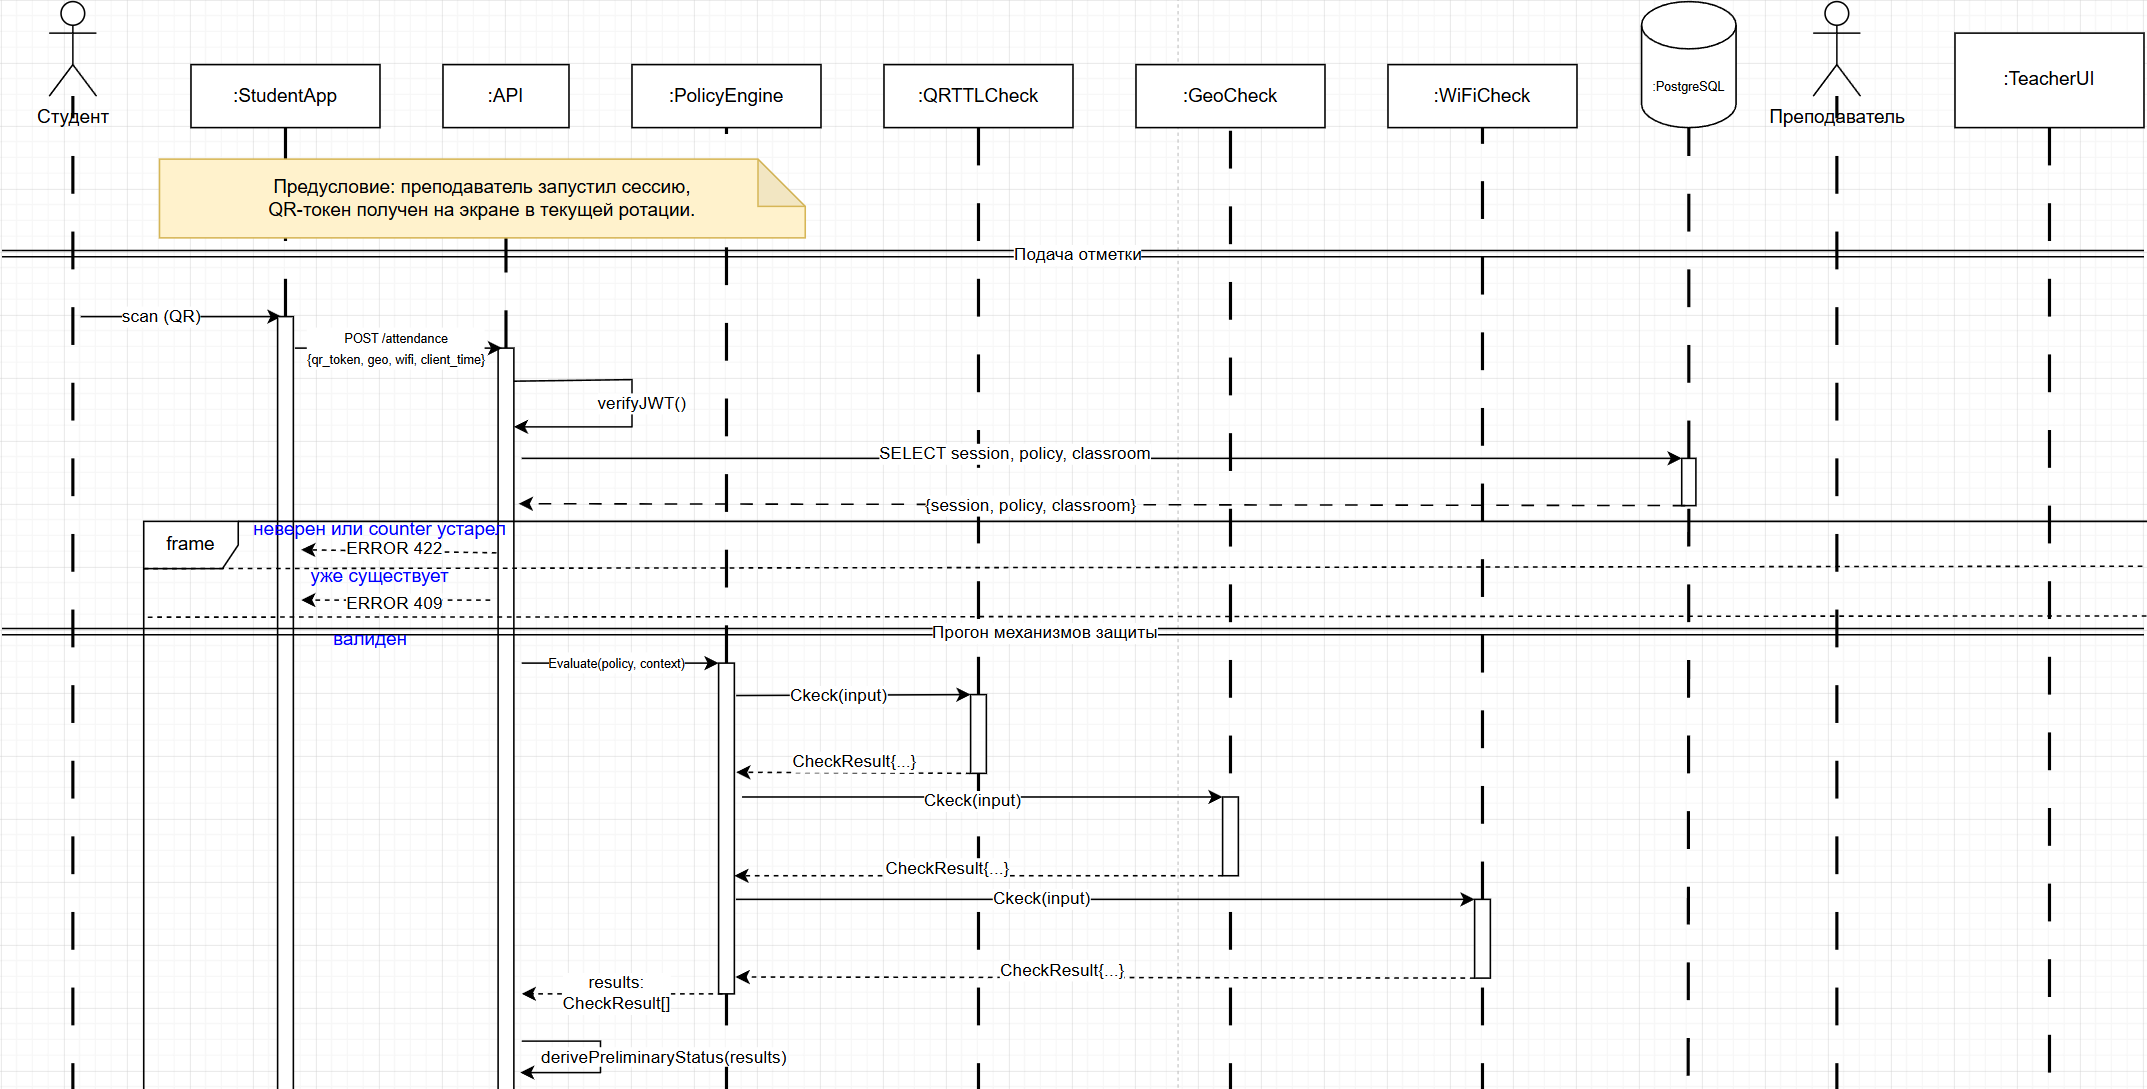 Студент
:StudentApp
:API
:PolicyEngine
:QRTTLCheck
:GeoCheck
:WiFiCheck
:PostgreSQL
Преподаватель
:TeacherUI
Предусловие: преподаватель запустил сессию,
QR-токен получен на экране в текущей ротации.
Подача отметки
scan (QR)
POST /attendance
{qr_token, geo, wifi, client_time}
verifyJWT()
SELECT session, policy, classroom
{session, policy, classroom}
frame
неверен или counter устарел
ERROR 422
уже существует
ERROR 409
Прогон механизмов защиты
валиден
Evaluate(policy, context)
Ckeck(input)
CheckResult{...}
Ckeck(input)
CheckResult{...}
Ckeck(input)
CheckResult{...}
results:
CheckResult[]
derivePreliminaryStatus(results)